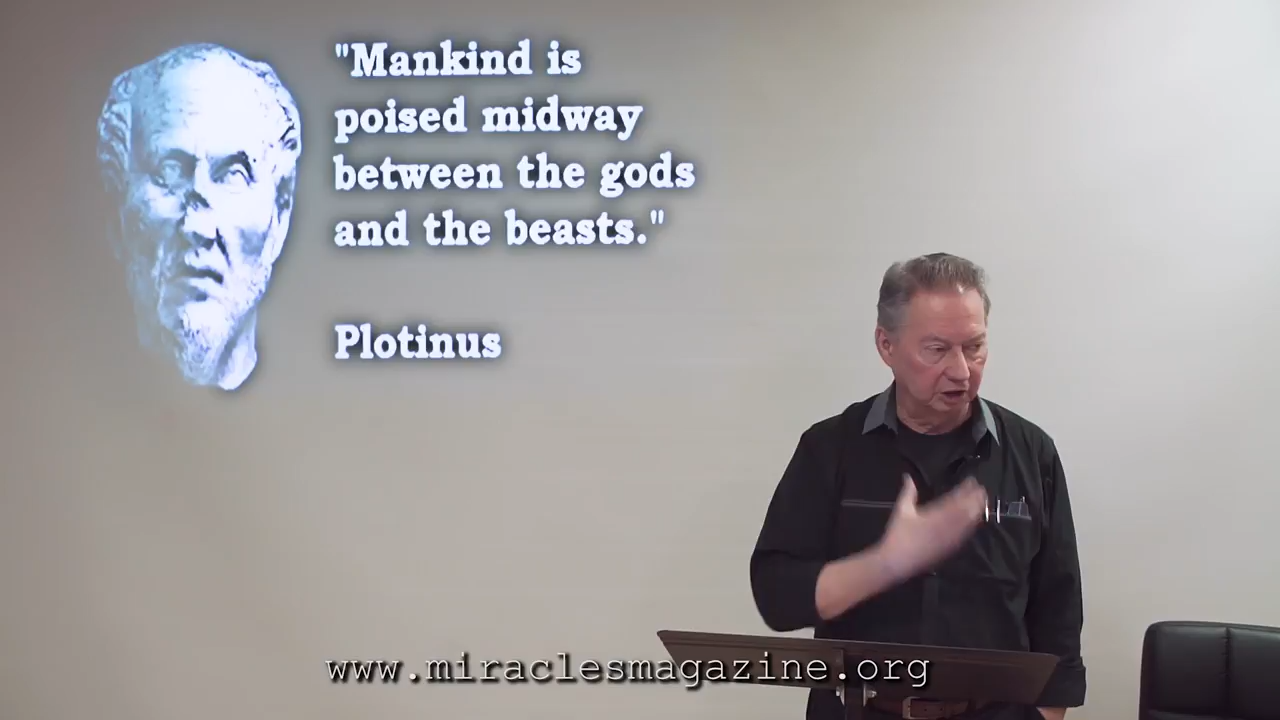 "Mankind is
poised midway
between the gods
and the beasts."
Plotinus
www.miraclesmagazine.org